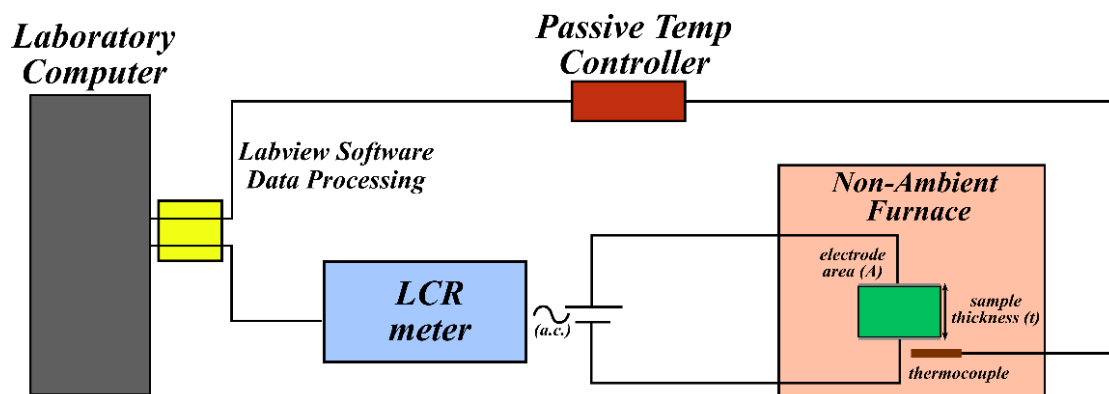 Laboratory
Computer
Passive Temp
Controller
Labview Software
Data Processing
LCR
meter
(a.c.)
Non-Ambient
Furnace
electrode
area (A)
sample
thickness (t)
thermocouple